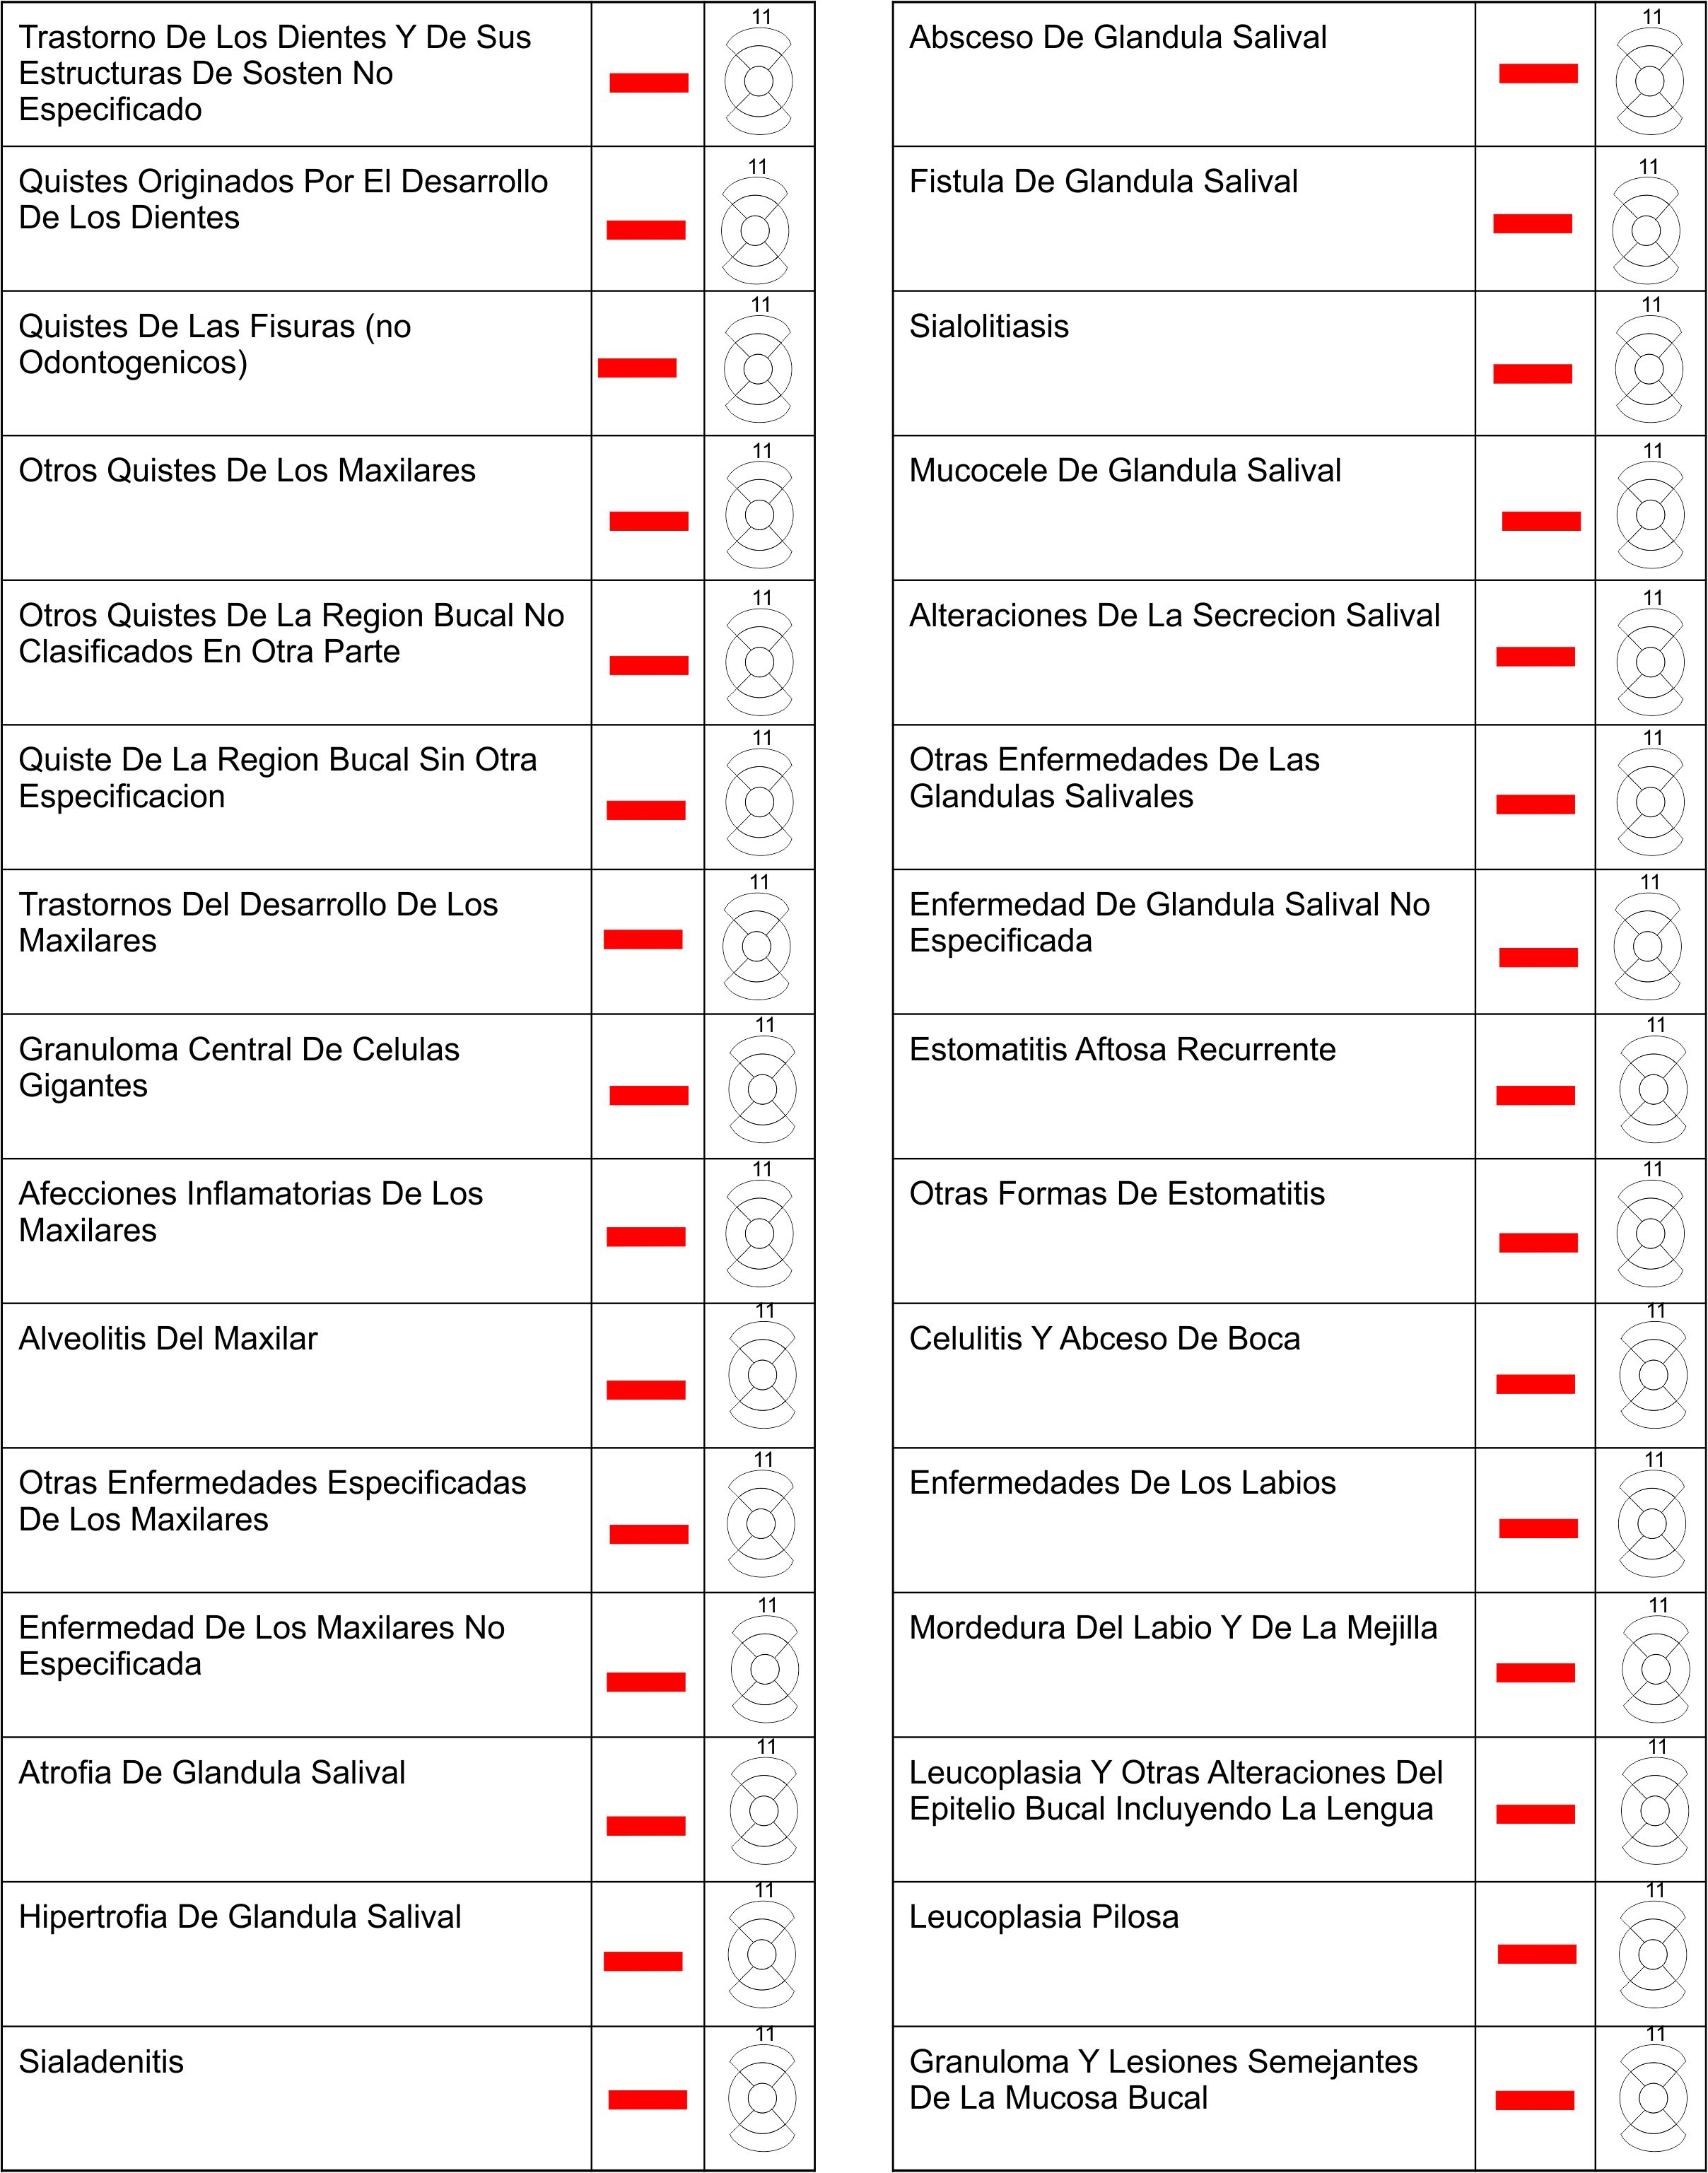 11
Trastorno De Los Dientes Y De Sus
Estructuras De Sosten No
Especificado
11
Quistes Originados Por El Desarrollo
De Los Dientes
11
Quistes De Las Fisuras (no
Odontogenicos)
11
Otros Quistes De Los Maxilares
11
Otros Quistes De La Region Bucal No
Clasificados En Otra Parte
11
Quiste De La Region Bucal Sin Otra
Especificacion
11
Trastornos Del Desarrollo De Los
Maxilares
11
Granuloma Central De Celulas
Gigantes
11
Afecciones Inflamatorias De Los
Maxilares
11
Alveolitis Del Maxilar
11
Otras Enfermedades Especificadas
De Los Maxilares
11
Enfermedad De Los Maxilares No
Especificada
11
Atrofia De Glandula Salival
11
Hipertrofia De Glandula Salival
11
Sialadenitis
11
Absceso De Glandula Salival
11
Fistula De Glandula Salival
11
Sialolitiasis
11
Mucocele De Glandula Salival
11
Alteraciones De La Secrecion Salival
11
Otras Enfermedades De Las
Glandulas Salivales
11
Enfermedad De Glandula Salival No
Especificada
11
Estomatitis Aftosa Recurrente
11
Otras Formas De Estomatitis
11
Celulitis Y Abceso De Boca
11
Enfermedades De Los Labios
11
Mordedura Del Labio Y De La Mejilla
11
Leucoplasia Y Otras Alteraciones Del
Epitelio Bucal Incluyendo La Lengua
11
Leucoplasia Pilosa
11
Granuloma Y Lesiones Semejantes
De La Mucosa Bucal